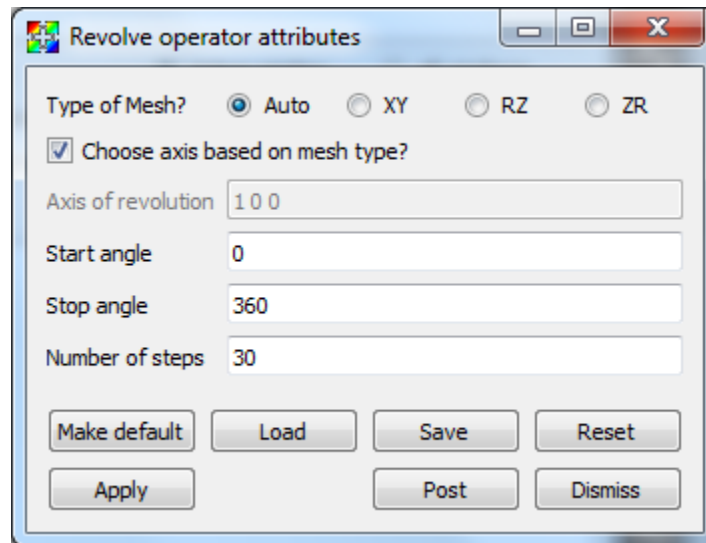 Revolve operator attributes
Type of Mesh? Auto XY RZ ZR
Choose axis based on mesh type?
Axis of revolution 1 0 0
Start angle 0
Stop angle 360
Number of steps 30
Make default Load Save Reset
Apply Post Dismiss